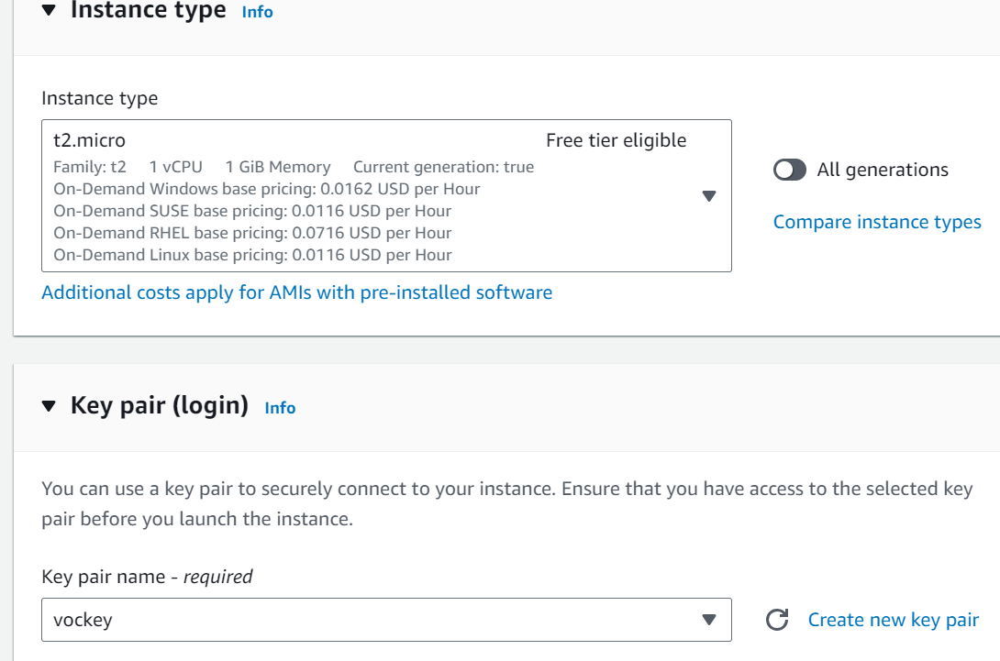 Instance type Info
Instance type
t2.micro Free tier eligible
Family: t2 1 vCPU 1 GiB Memory Current generation: true
On-Demand Windows base pricing: 0.0162 USD per Hour
On-Demand SUSE base pricing: 0.0116 USD per Hour
On-Demand RHEL base pricing: 0.0716 USD per Hour
On-Demand Linux base pricing: 0.0116 USD per Hour
All generations
Compare instance types
Additional costs apply for AMIs with pre-installed software
Key pair (login) Info
You can use a key pair to securely connect to your instance. Ensure that you have access to the selected key
pair before you launch the instance.
Key pair name - required
vockey
Create new key pair